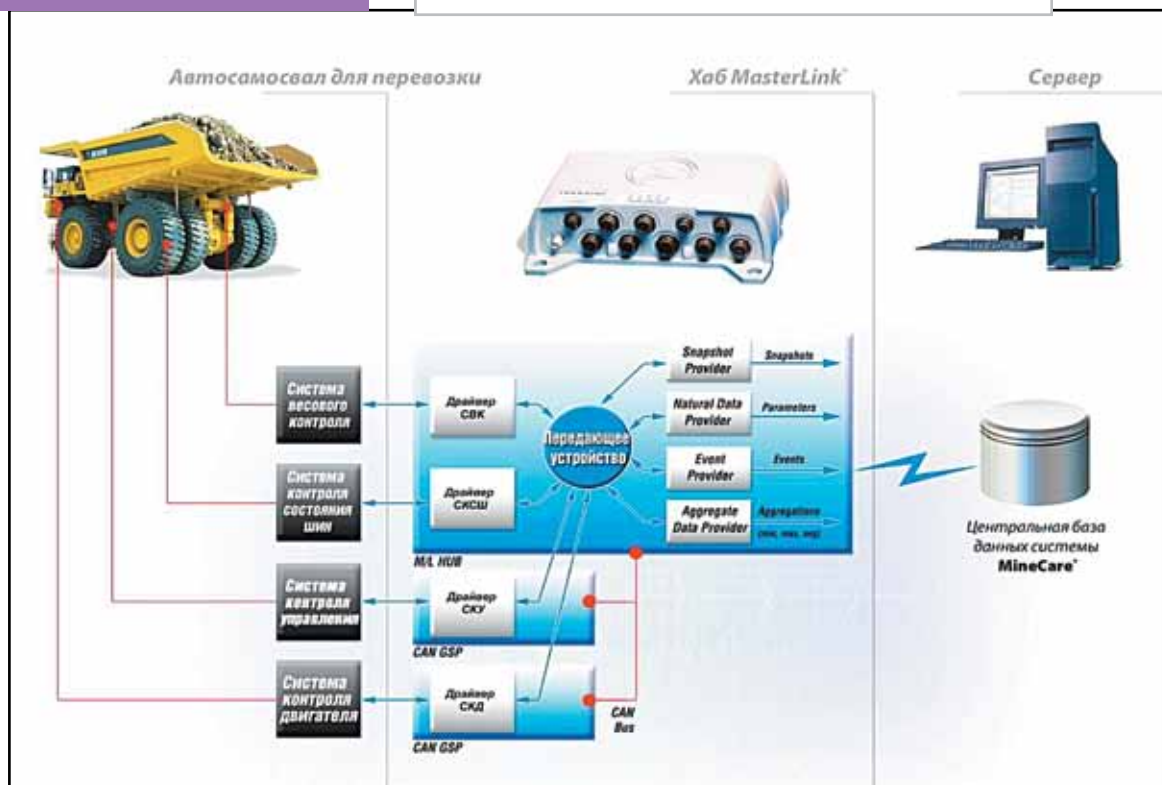 Автосамосвал для перевозки
Хаб MasterLink
Сервер
Система
весового
контроля
Драйвер
СВК
Передающее
устройство
Snapshot
Provider
Snapshots
Natural Data
Provider
Parameters
Event
Provider
Events
Aggregate
Data Provider
Aggregations
(min, max, avg)
Система
контроля
состояния
шин
Драйвер
СКСШ
M/L HUB
Система
контроля
управления
Драйвер
СКУ
CAN GSP
Система
контроля
двигателя
Драйвер
СКД
CAN GSP
CAN
Bus
Центральная база
данных системы
MineCare